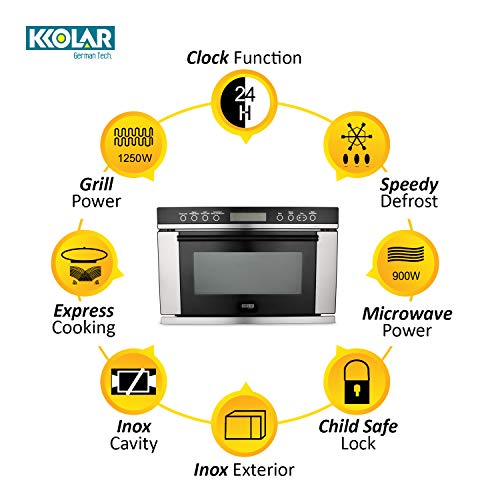 KKOLAR
German Tech.
Clock Function
24
H
1250W
Grill
Power
Speedy
Defrost
Express
Cooking
900W
Microwave
Power
Inox
Cavity
Child Safe
Lock
Inox Exterior